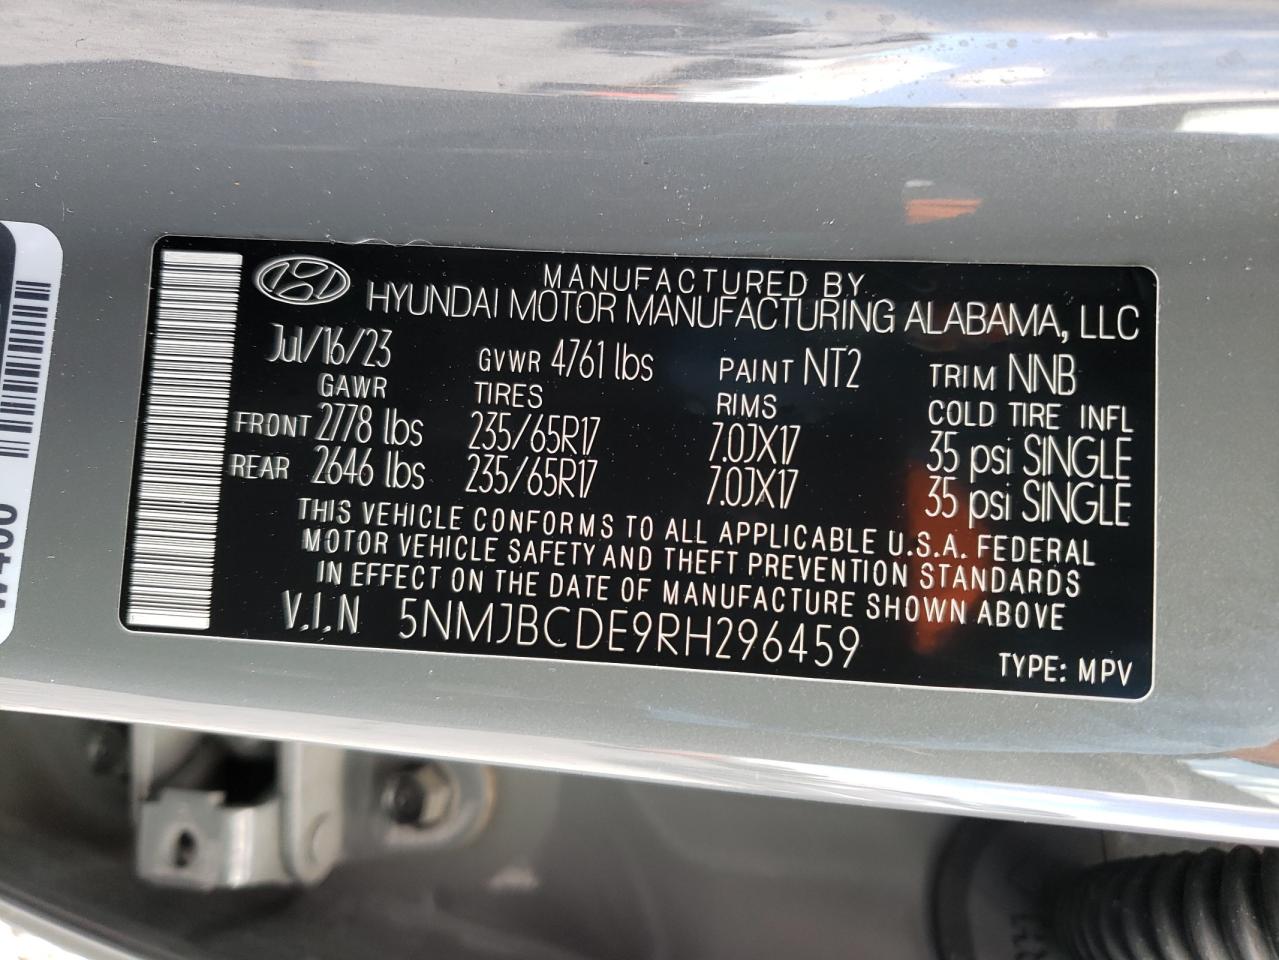 MANUFACTURED BY
HYUNDAI MOTOR MANUFACTURING ALABAMA, LLC
Jul/16/23 GVWR 4761 lbs PAINT NT2 TRIM NNB
GAWR TIRES RIMS COLD TIRE INFL
FRONT 2778 lbs 235/65R17 7.0JX17 35 psi SINGLE
REAR 2646 lbs 235/65R17 7.0JX17 35 psi SINGLE
THIS VEHICLE CONFORMS TO ALL APPLICABLE U.S.A. FEDERAL
MOTOR VEHICLE SAFETY AND THEFT PREVENTION STANDARDS
IN EFFECT ON THE DATE OF MANUFACTURE SHOWN ABOVE
V.I.N 5NMJBCDE9RH296459
TYPE: MPV